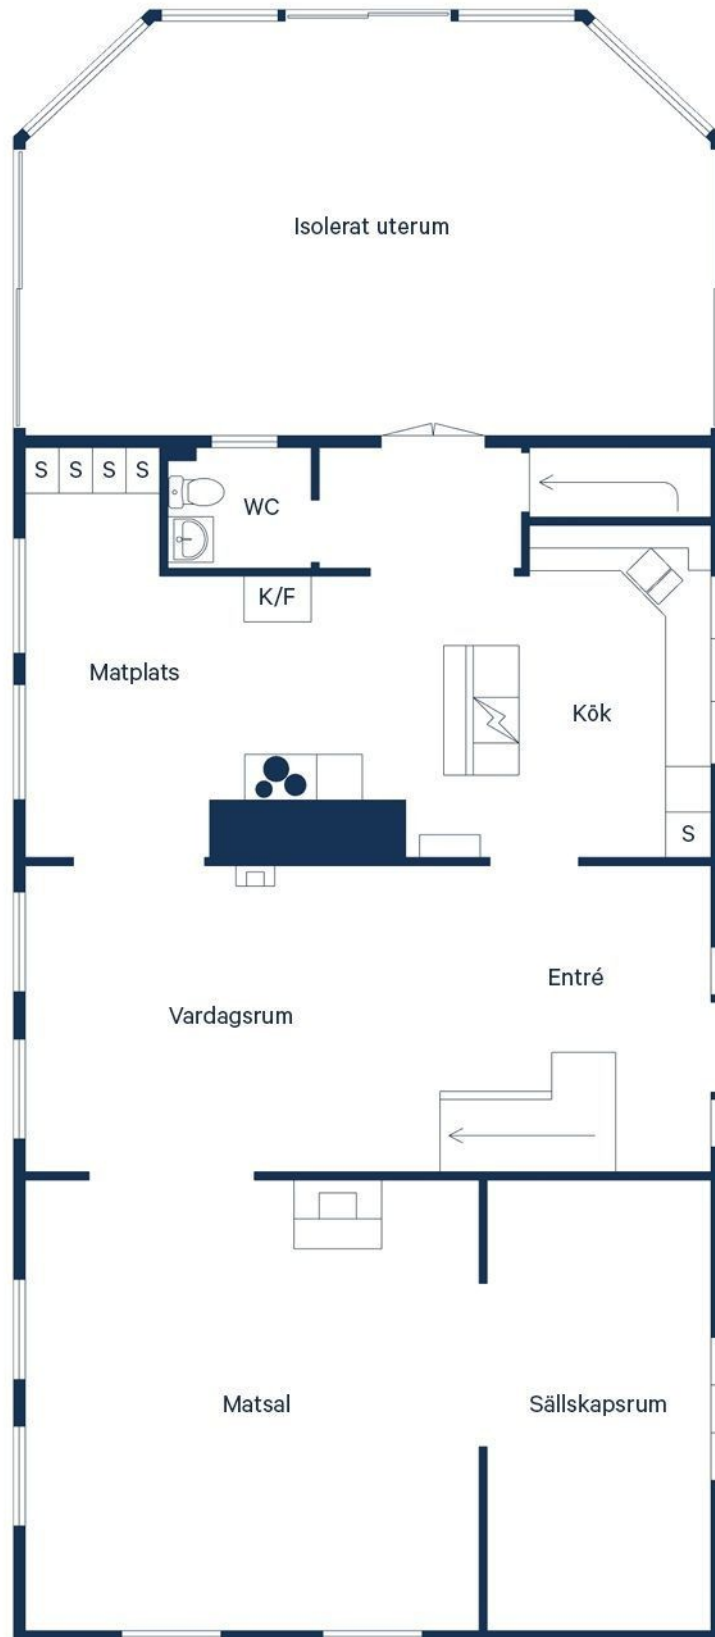 Isolerat uterum
S S S S
WC
K/F
Matplats
Kök
S
Entré
Vardagsrum
Matsal
Sällskapsrum